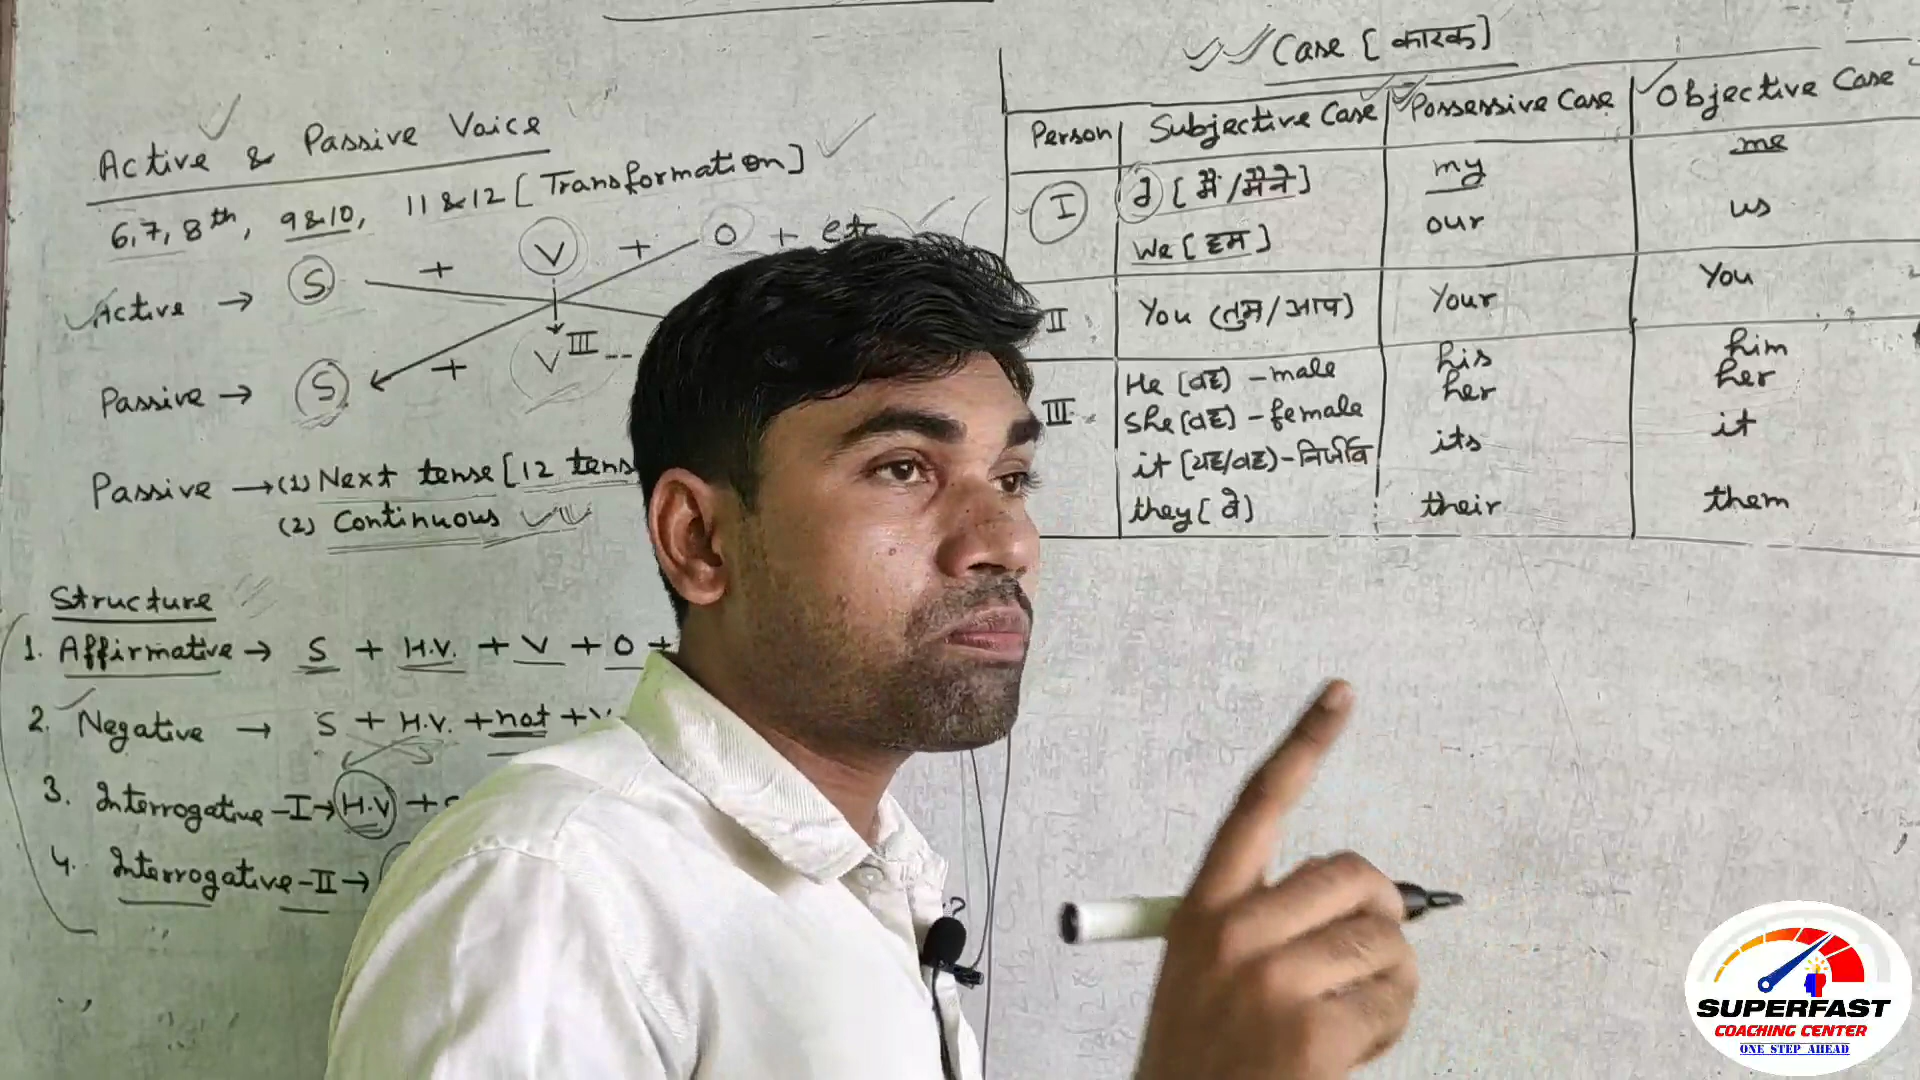 Active & Passive Voice
6,7, 8th, 9&10, 11 & 12 [Transformation]
Active → S + V + O + etc
Passive → S + V III --
Passive → (1) Next tense [12 tens
(2) Continuous
Structure
1. Affirmative → S + H.V. + V + O +
2. Negative → S + H.V. + not + V
3. Interrogative - I → H.V +
4. Interrogative - II →
?
Case [कारक]
Person Subjective Case Possessive Case Objective Case
I I [मैं/मैंने] my me
We [हम] our us
II You (तुम/आप) Your You
III He [वह) - male his him
She [वह) - female her her
it [यह/वह) - निर्जीव its it
they [वे) their them
SUPERFAST
COACHING CENTER
ONE STEP AHEAD